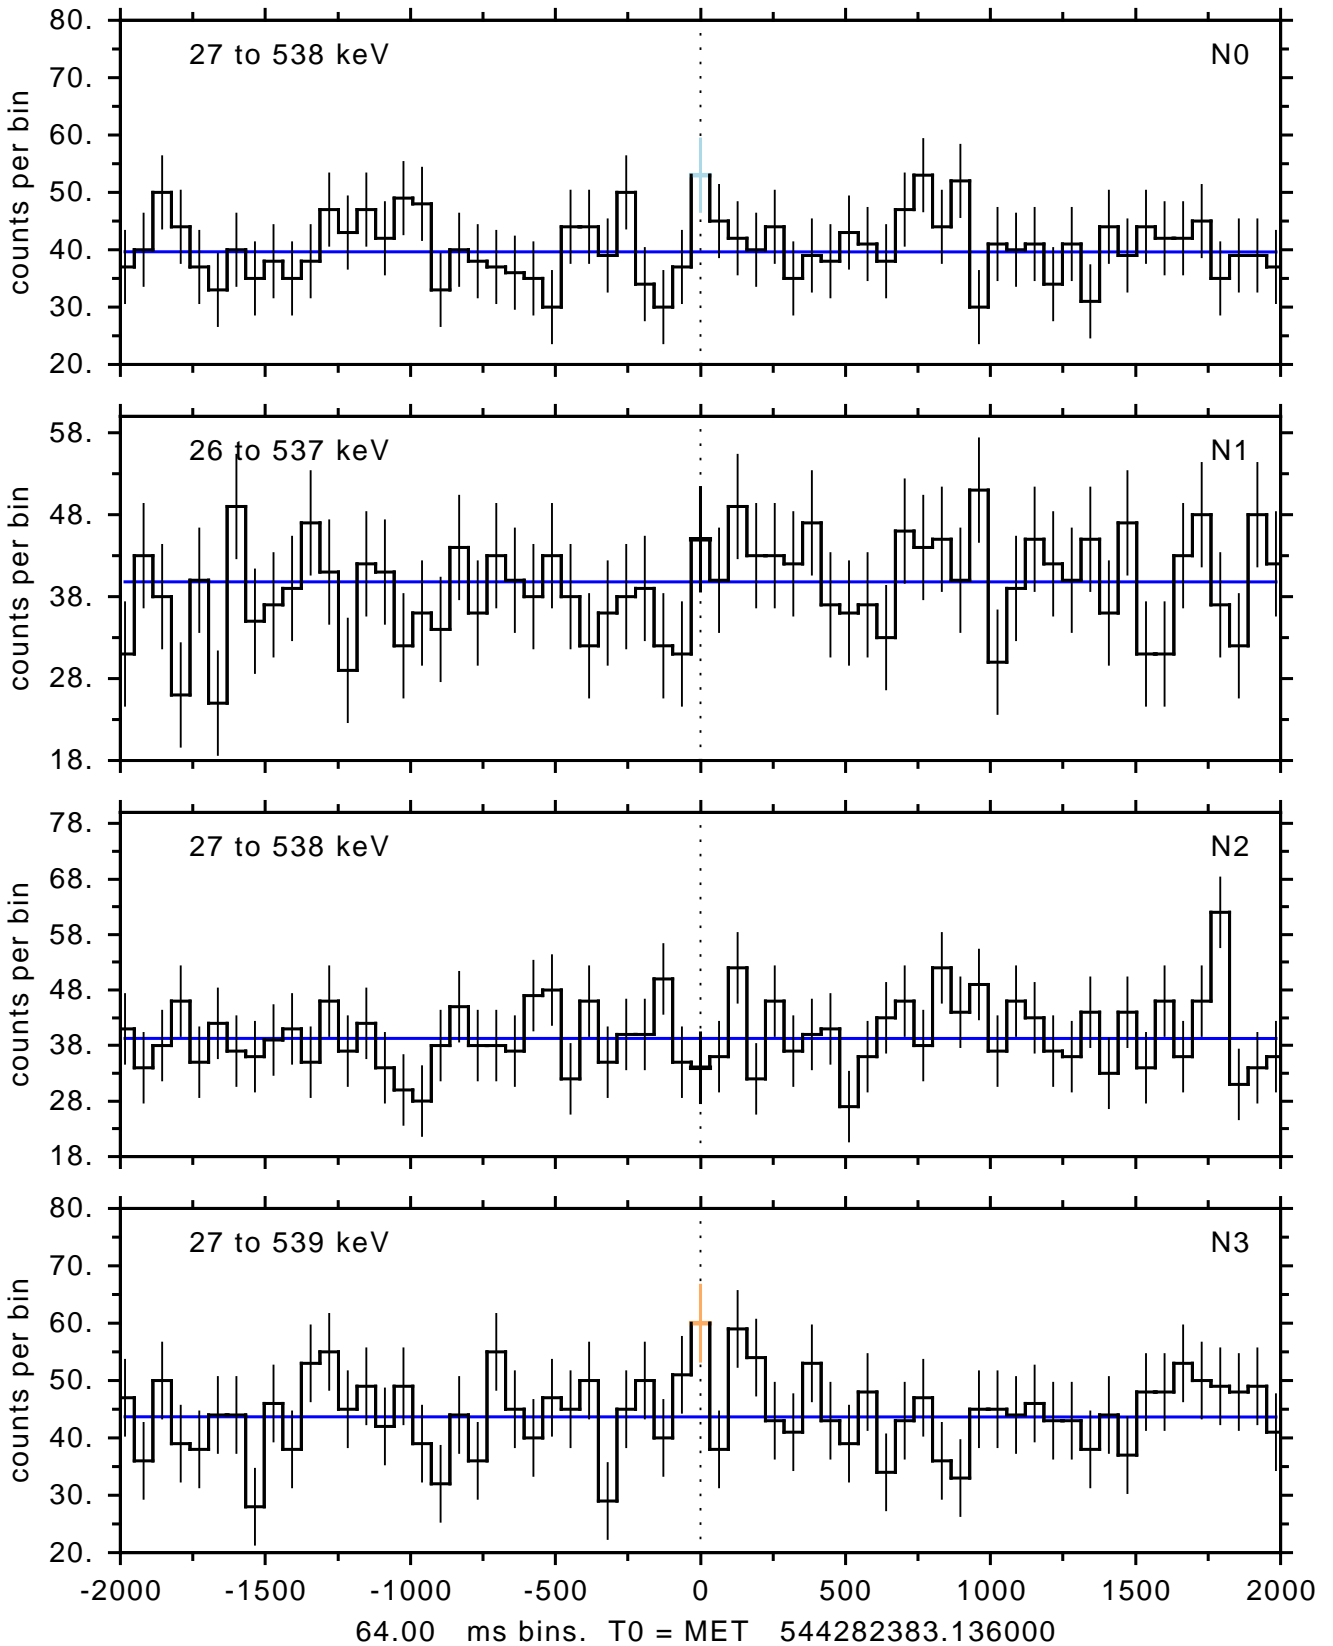 80.
70.
60.
50.
40.
30.
20.
counts per bin
27 to 538 keV
N0
58.
48.
38.
28.
18.
counts per bin
26 to 537 keV
N1
78.
68.
58.
48.
38.
28.
18.
counts per bin
27 to 538 keV
N2
80.
70.
60.
50.
40.
30.
20.
counts per bin
27 to 539 keV
N3
-2000 -1500 -1000 -500 0 500 1000 1500 2000
64.00 ms bins. T0 = MET 544282383.136000